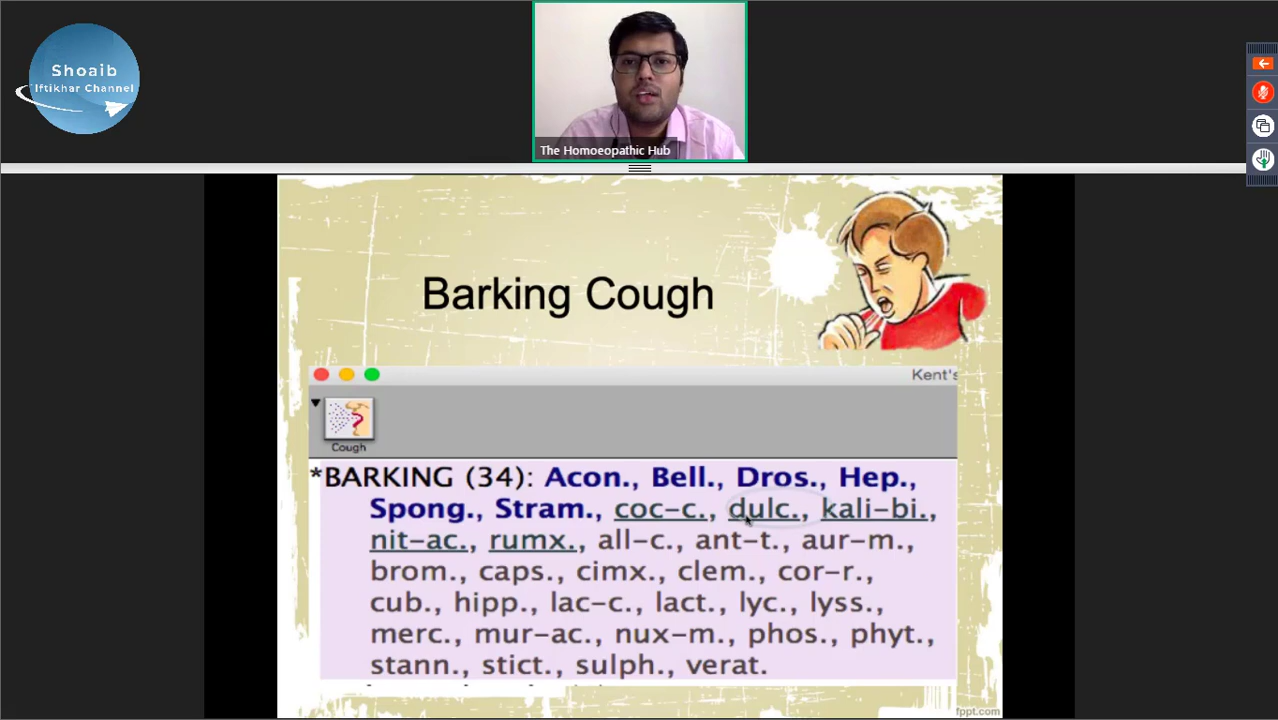 Shoaib
Iftikhar Channel
The Homoeopathic Hub
Barking Cough
Kent's
Cough
*BARKING (34): Acon., Bell., Dros., Hep.,
Spong., Stram., coc-c., dulc., kali-bi.,
nit-ac., rumx., all-c., ant-t., aur-m.,
brom., caps., cimx., clem., cor-r.,
cub., hipp., lac-c., lact., lyc., lyss.,
merc., mur-ac., nux-m., phos., phyt.,
stann., stict., sulph., verat.
fppt.com